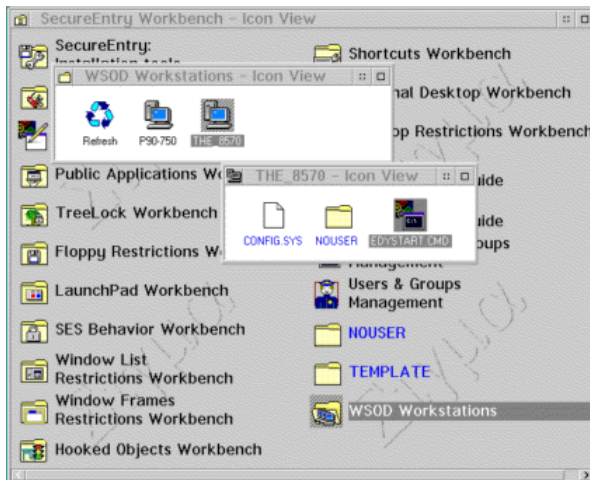 SecureEntry Workbench - Icon View
SecureEntry:
Shortcuts Workbench
WSOD Workstations - Icon View
Refresh
P90-750
THE_8570
nal Desktop Workbench
op Restrictions Workbench
Public Applications Wo
THE_8570 - Icon View
CONFIG.SYS
NOUSER
EDYSTART.CMD
uide
TreeLock Workbench
uide
oups
Floppy Restrictions W
Management
LaunchPad Workbench
Users & Groups
Management
SES Behavior Workbench
NOUSER
Window List
Restrictions Workbench
TEMPLATE
Window Frames
Restrictions Workbench
WSOD Workstations
Hooked Objects Workbench